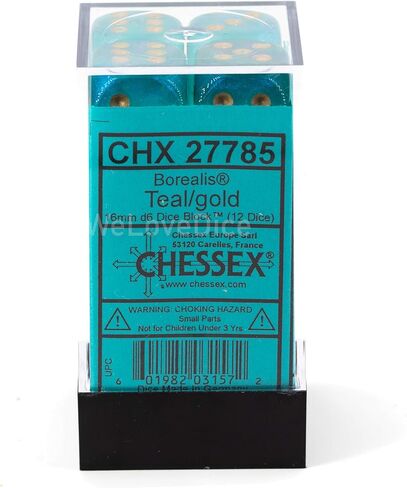 CHX 27785
Borealis®
Teal/gold
16mm d6 Dice Block™ (12 Dice)
WeLoveDice
Chessex Europe Sarl
53120 Carelles, France
CHESSEX®
www.chessex.com
WARNING: CHOKING HAZARD
Small Parts
Not for Children Under 3 Yrs.
UPC
6 01982 03157 2